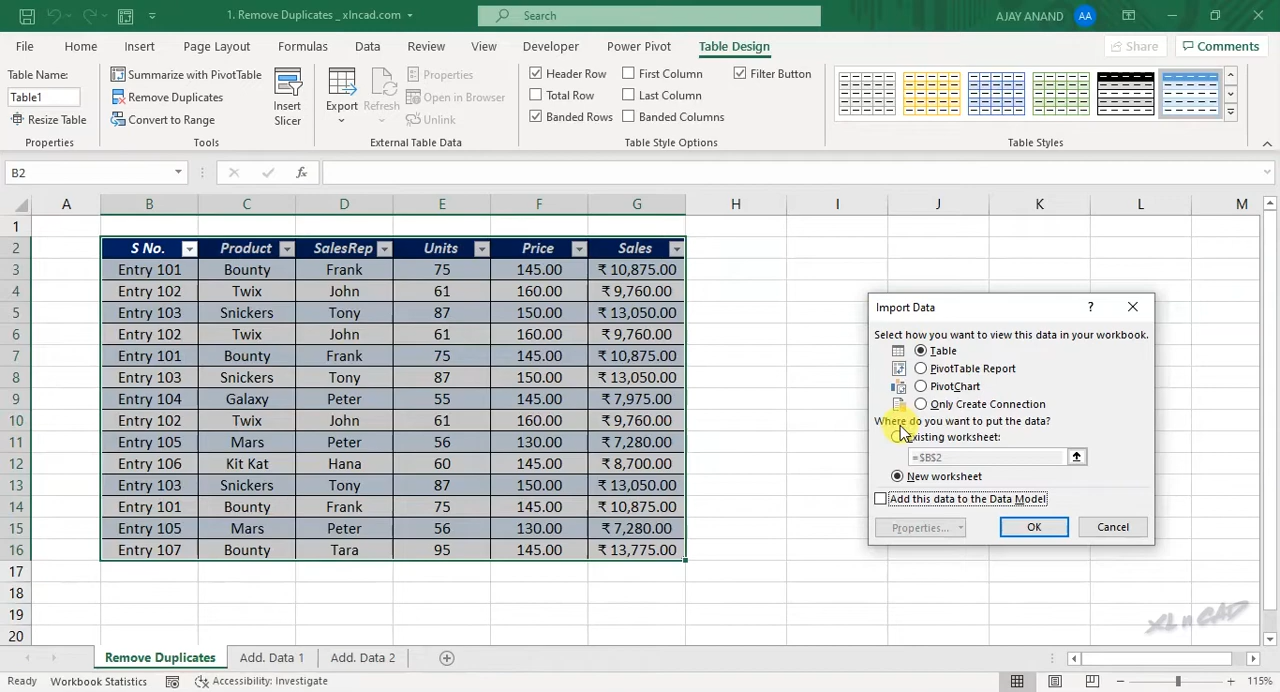 1. Remove Duplicates _ xlncad.com
Search
AJAY ANAND AA
File Home Insert Page Layout Formulas Data Review View Developer Power Pivot Table Design Share Comments
Table Name:
Table1
Resize Table
Properties
Summarize with PivotTable
Remove Duplicates
Convert to Range
Insert
Slicer
Tools
Export
Refresh
Properties
Open in Browser
Unlink
External Table Data
Header Row First Column Filter Button
Total Row Last Column
Banded Rows Banded Columns
Table Style Options
Table Styles
B2 fx
A B C D E F G H I J K L M
1
2 S No. Product SalesRep Units Price Sales
3 Entry 101 Bounty Frank 75 145.00 ₹ 10,875.00
4 Entry 102 Twix John 61 160.00 ₹ 9,760.00
5 Entry 103 Snickers Tony 87 150.00 ₹ 13,050.00
6 Entry 102 Twix John 61 160.00 ₹ 9,760.00
7 Entry 101 Bounty Frank 75 145.00 ₹ 10,875.00
8 Entry 103 Snickers Tony 87 150.00 ₹ 13,050.00
9 Entry 104 Galaxy Peter 55 145.00 ₹ 7,975.00
10 Entry 102 Twix John 61 160.00 ₹ 9,760.00
11 Entry 105 Mars Peter 56 130.00 ₹ 7,280.00
12 Entry 106 Kit Kat Hana 60 145.00 ₹ 8,700.00
13 Entry 103 Snickers Tony 87 150.00 ₹ 13,050.00
14 Entry 101 Bounty Frank 75 145.00 ₹ 10,875.00
15 Entry 105 Mars Peter 56 130.00 ₹ 7,280.00
16 Entry 107 Bounty Tara 95 145.00 ₹ 13,775.00
17
18
19
20
Import Data ?
Select how you want to view this data in your workbook.
Table
PivotTable Report
PivotChart
Only Create Connection
Where do you want to put the data?
Existing worksheet:
=$B$2
New worksheet
Add this data to the Data Model
Properties... OK Cancel
XL n CAD
Remove Duplicates Add. Data 1 Add. Data 2
Ready Workbook Statistics Accessibility: Investigate 115%